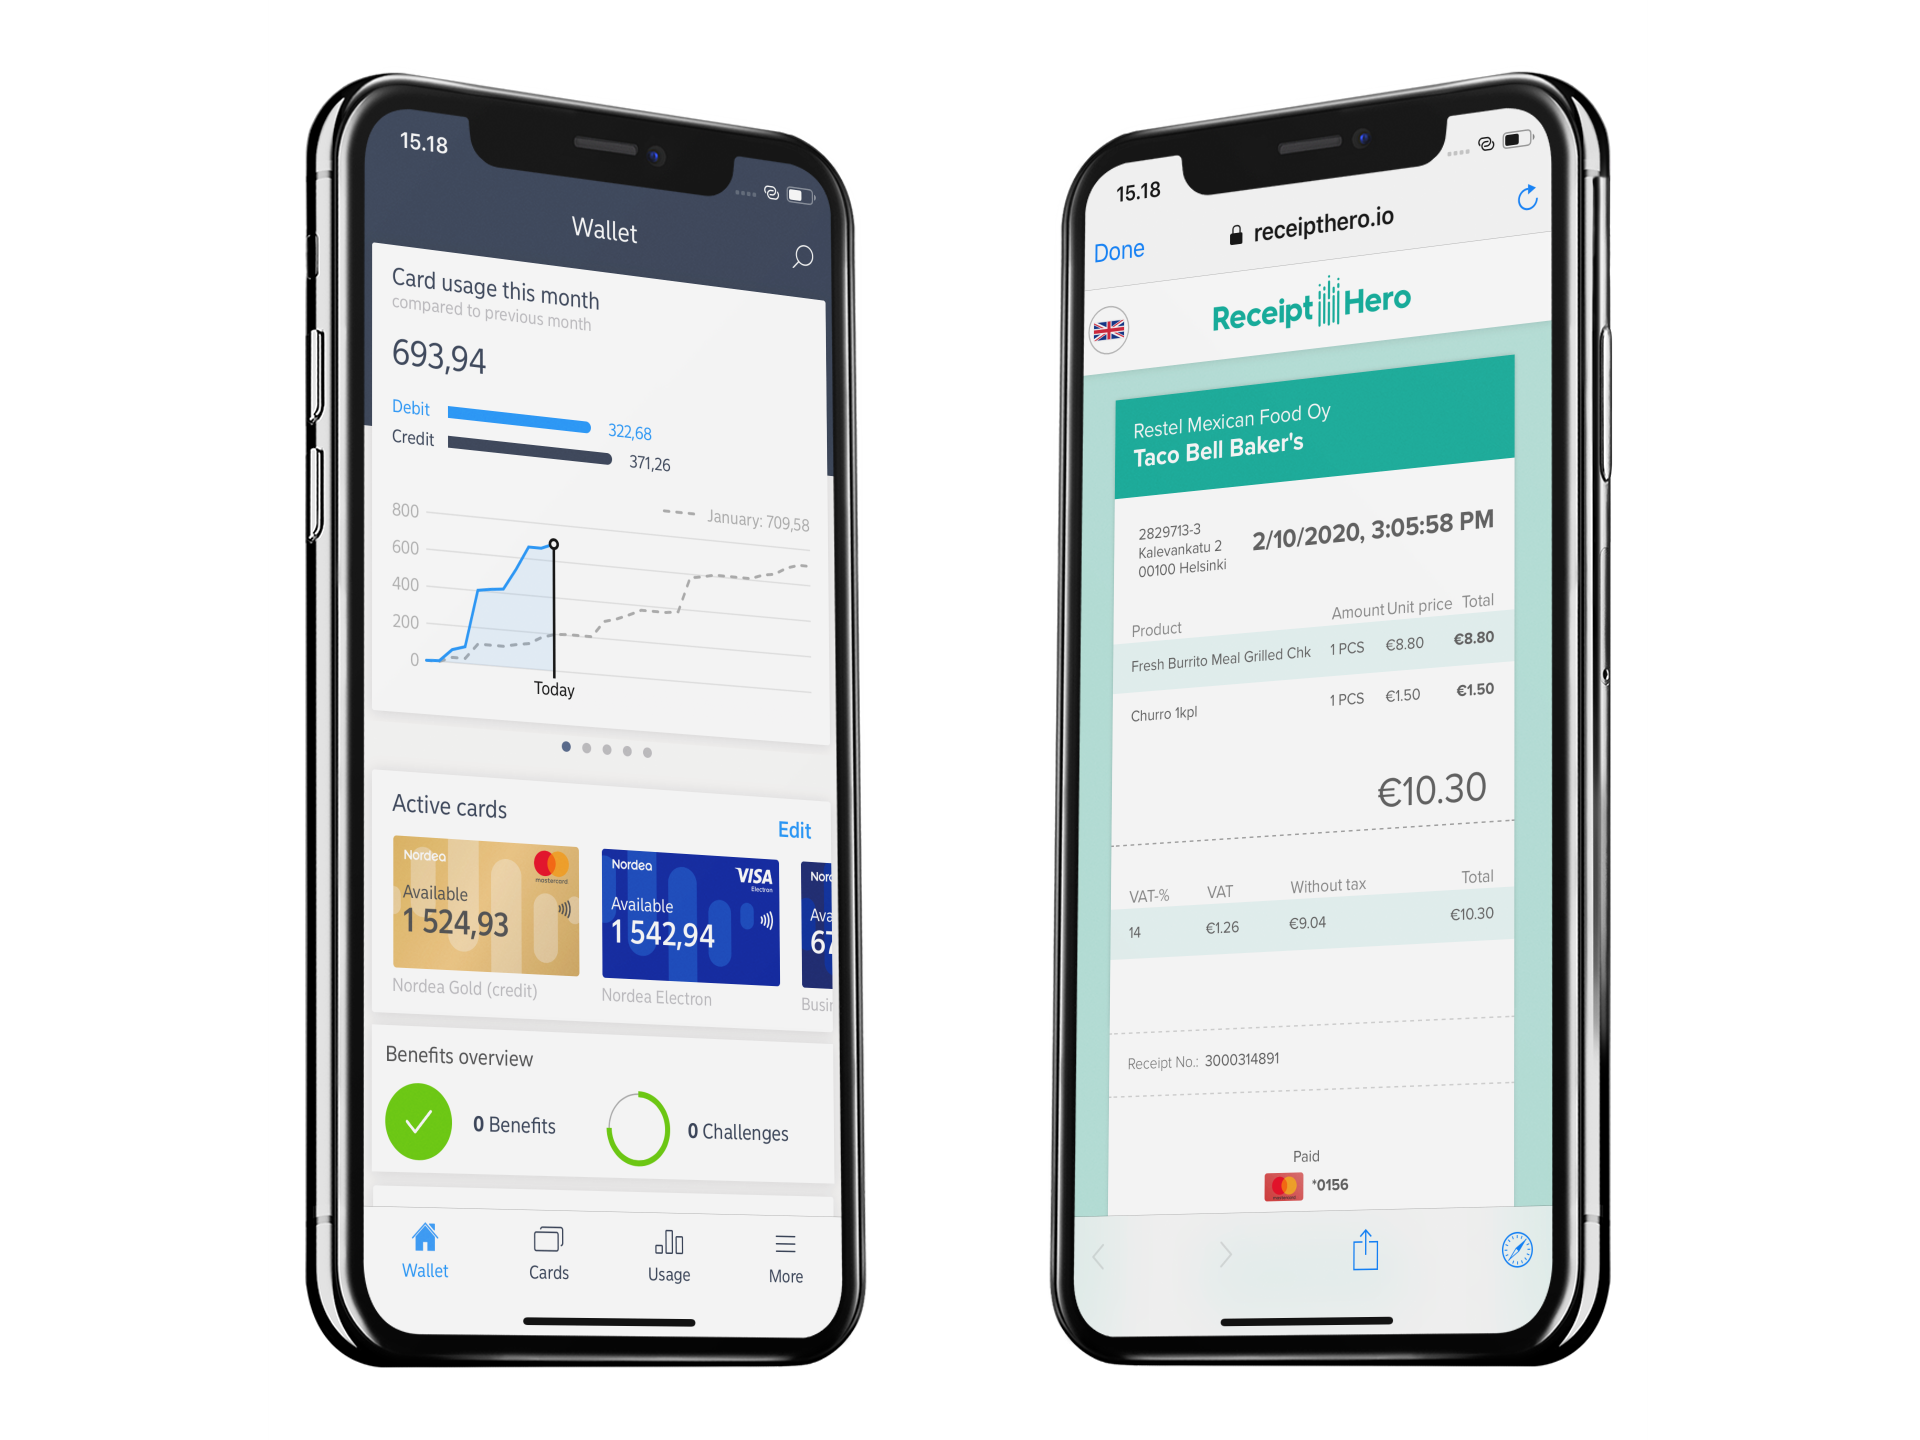 15.18
Wallet
Card usage this month
compared to previous month
693,94
Debit 322,68
Credit 371,26
January: 709,58
800
600
400
200
0
Today
Active cards
Edit
Nordea
mastercard
Available
1 524,93
Nordea Gold (credit)
Nordea
VISA
Electron
Available
1 542,94
Nordea Electron
Nord
Ava
67
Busin
Benefits overview
0 Benefits
0 Challenges
Wallet Cards Usage More
15.18
Done
receipthero.io
Receipt Hero
Restel Mexican Food Oy
Taco Bell Baker's
2829713-3
Kalevankatu 2
00100 Helsinki
2/10/2020, 3:05:58 PM
Product Amount Unit price Total
Fresh Burrito Meal Grilled Chk 1 PCS €8.80 €8.80
Churro 1kpl 1 PCS €1.50 €1.50
€10.30
VAT-% VAT Without tax Total
14 €1.26 €9.04 €10.30
Receipt No.: 3000314891
Paid
*0156